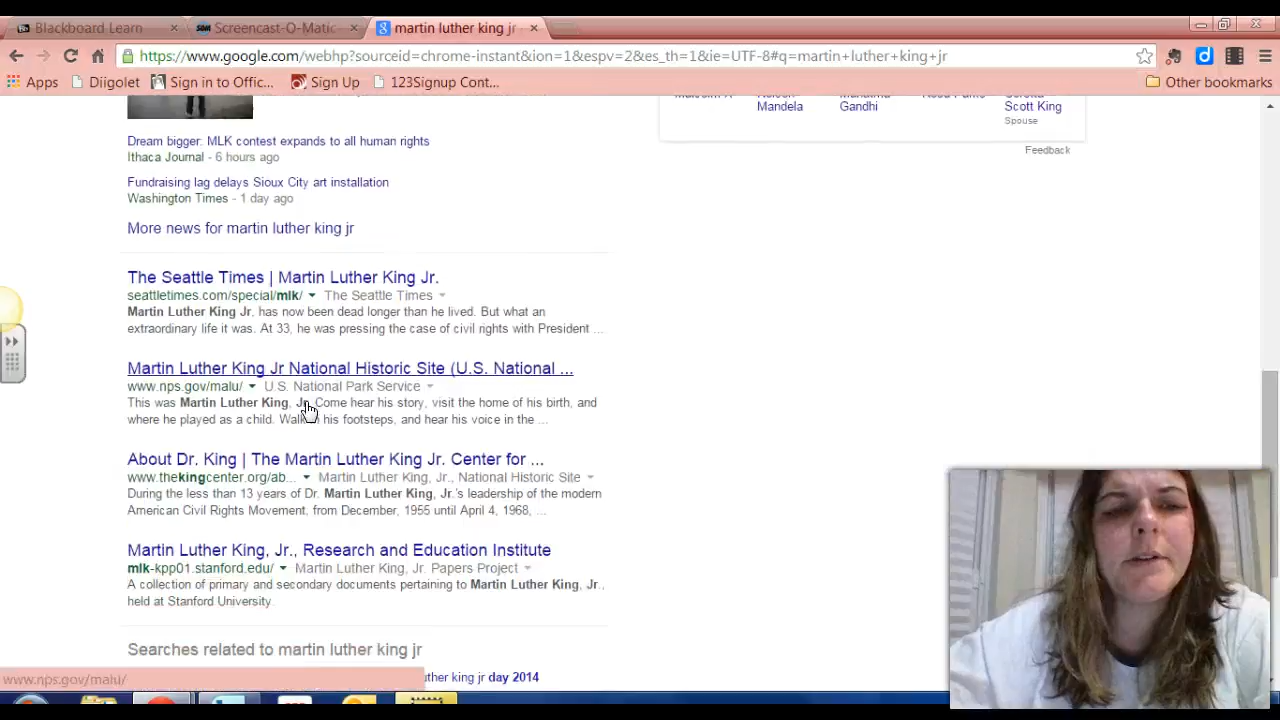 Blackboard Learn
Screencast-O-Matic
martin luther king jr
https://www.google.com/webhp?sourceid=chrome-instant&ion=1&espv=2&es_th=1&ie=UTF-8#q=martin+luther+king+jr
Apps
Diigolet
Sign in to Offic...
Sign Up
123Signup Cont...
Other bookmarks
Mandela
Gandhi
Scott King
Spouse
Feedback
Dream bigger: MLK contest expands to all human rights
Ithaca Journal - 6 hours ago
Fundraising lag delays Sioux City art installation
Washington Times - 1 day ago
More news for martin luther king jr
The Seattle Times | Martin Luther King Jr.
seattletimes.com/special/mlk/ The Seattle Times
Martin Luther King Jr. has now been dead longer than he lived. But what an
extraordinary life it was. At 33, he was pressing the case of civil rights with President ...
Martin Luther King Jr National Historic Site (U.S. National ...
www.nps.gov/malu/ U.S. National Park Service
This was Martin Luther King, Jr. Come hear his story, visit the home of his birth, and
where he played as a child. Walk in his footsteps, and hear his voice in the ...
About Dr. King | The Martin Luther King Jr. Center for ...
www.thekingcenter.org/ab... Martin Luther King, Jr., National Historic Site
During the less than 13 years of Dr. Martin Luther King, Jr.'s leadership of the modern
American Civil Rights Movement, from December, 1955 until April 4, 1968, ...
Martin Luther King, Jr., Research and Education Institute
mlk-kpp01.stanford.edu/ Martin Luther King, Jr. Papers Project
A collection of primary and secondary documents pertaining to Martin Luther King, Jr.,
held at Stanford University.
Searches related to martin luther king jr
luther king jr day 2014
www.nps.gov/malu/